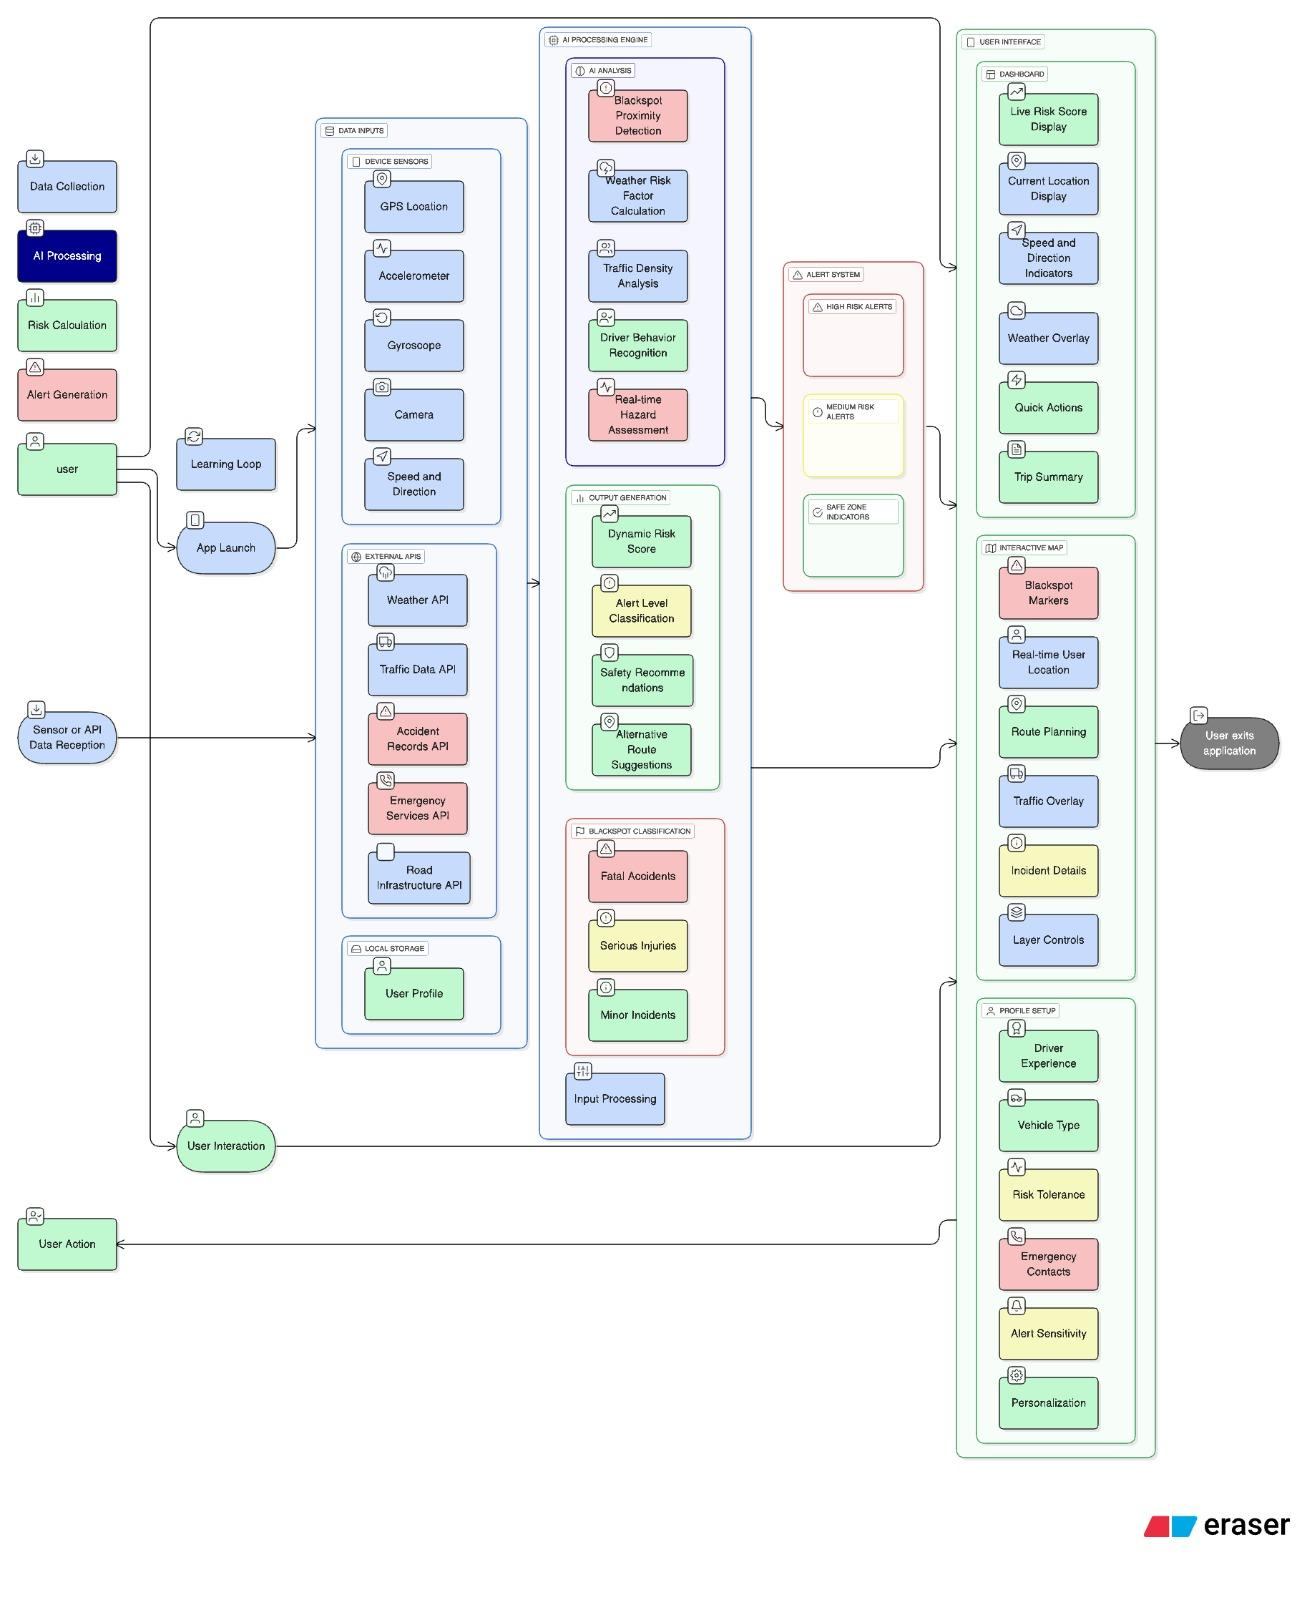 Data Collection
AI Processing
Risk Calculation
Alert Generation
user
Learning Loop
App Launch
Sensor or API
Data Reception
User Interaction
User Action
DATA INPUTS
DEVICE SENSORS
GPS Location
Accelerometer
Gyroscope
Camera
Speed and
Direction
EXTERNAL APIS
Weather API
Traffic Data API
Accident
Records API
Emergency
Services API
Road
Infrastructure API
LOCAL STORAGE
User Profile
AI PROCESSING ENGINE
AI ANALYSIS
Blackspot
Proximity
Detection
Weather Risk
Factor
Calculation
Traffic Density
Analysis
Driver Behavior
Recognition
Real-time
Hazard
Assessment
OUTPUT GENERATION
Dynamic Risk
Score
Alert Level
Classification
Safety Recomme
ndations
Alternative
Route
Suggestions
BLACKSPOT CLASSIFICATION
Fatal Accidents
Serious Injuries
Minor Incidents
Input Processing
ALERT SYSTEM
HIGH RISK ALERTS
MEDIUM RISK
ALERTS
SAFE ZONE
INDICATORS
USER INTERFACE
DASHBOARD
Live Risk Score
Display
Current Location
Display
Speed and
Direction
Indicators
Weather Overlay
Quick Actions
Trip Summary
INTERACTIVE MAP
Blackspot
Markers
Real-time User
Location
Route Planning
Traffic Overlay
Incident Details
Layer Controls
PROFILE SETUP
Driver
Experience
Vehicle Type
Risk Tolerance
Emergency
Contacts
Alert Sensitivity
Personalization
User exits
application
eraser